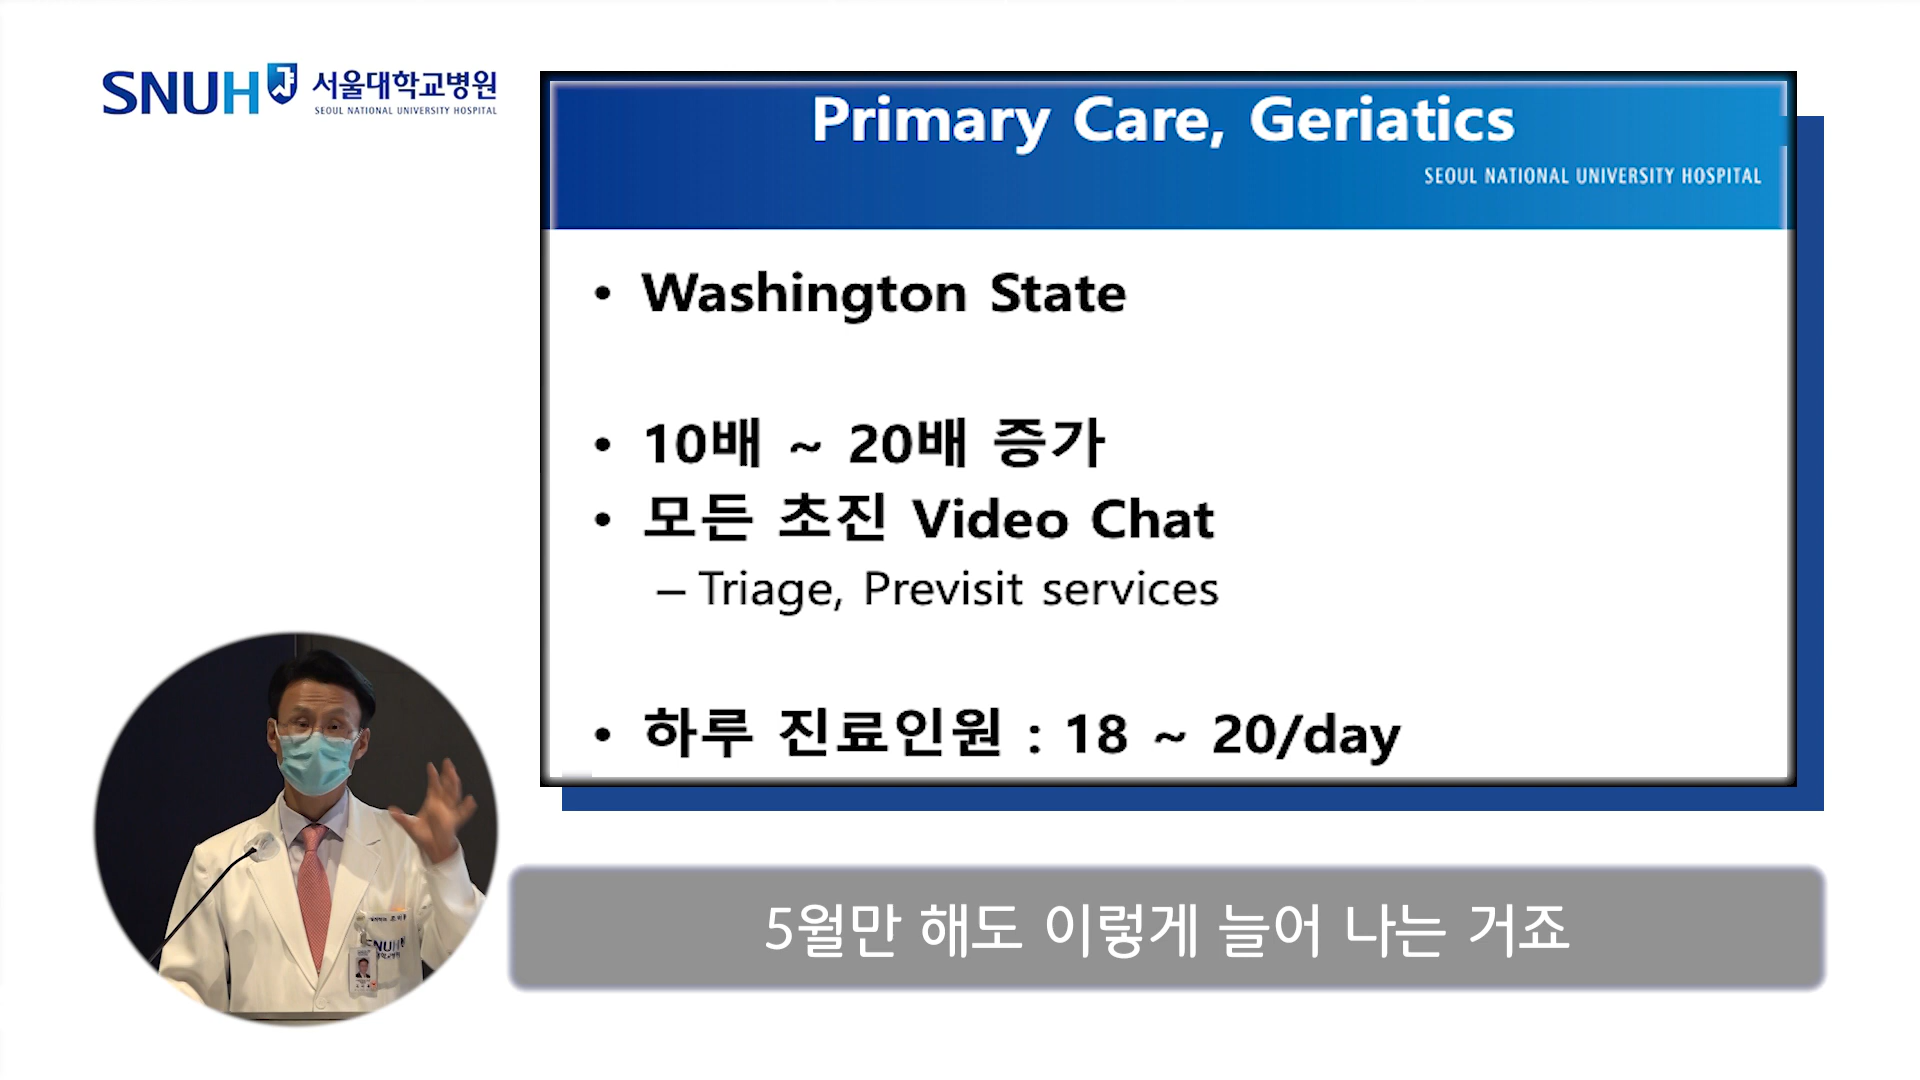 SNUH 서울대학교병원
SEOUL NATIONAL UNIVERSITY HOSPITAL
Primary Care, Geriatics
SEOUL NATIONAL UNIVERSITY HOSPITAL
• Washington State
• 10배 ~ 20배 증가
• 모든 초진 Video Chat
– Triage, Previsit services
• 하루 진료인원 : 18 ~ 20/day
SNUH
5월만 해도 이렇게 늘어 나는 거죠